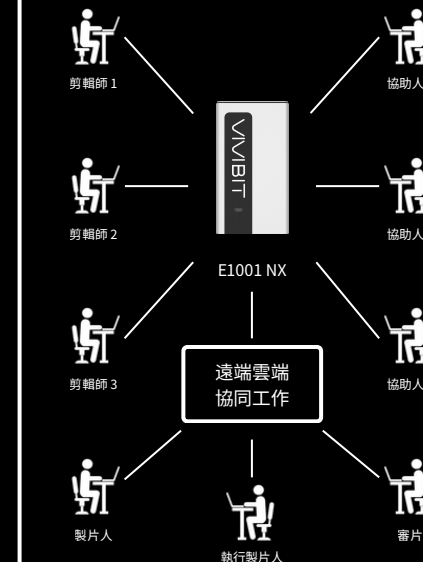 剪輯師 1
協助人
VIVIBIT
剪輯師 2
協助人
E1001 NX
剪輯師 3
遠端雲端
協同工作
協助人
製片人
執行製片人
審片